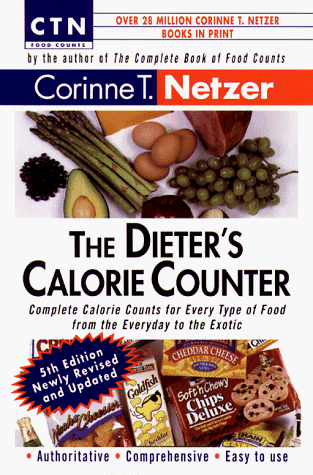 CTN
FOOD COUNTS
OVER 28 MILLION CORINNE T. NETZER
BOOKS IN PRINT
by the author of The Complete Book of Food Counts
Corinne T. Netzer
THE DIETER'S
CALORIE COUNTER
Complete Calorie Counts for Every Type of Food
from the Everyday to the Exotic
5th Edition
Newly Revised
and Updated
CHEDDAR CHEESE
Goldfish
Soft 'n Chewy
Chips
Deluxe
• Authoritative • Comprehensive • Easy to use